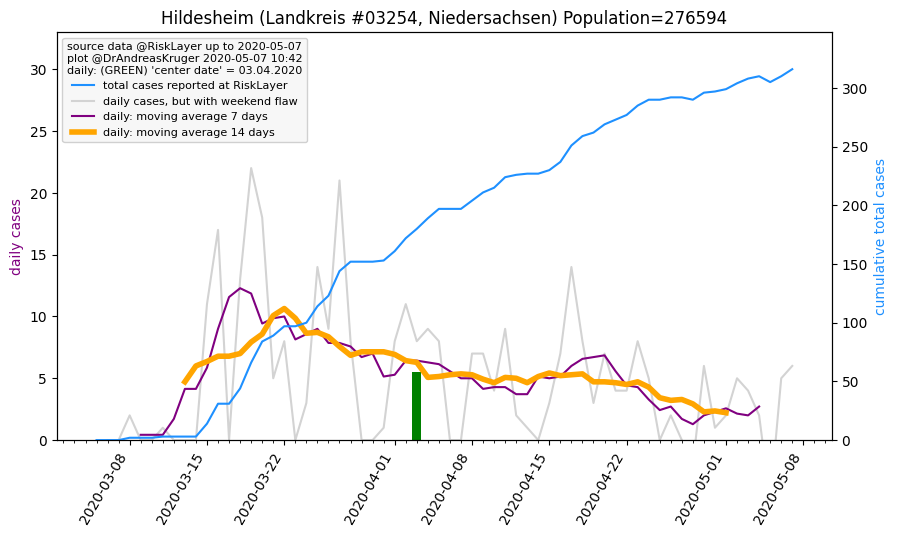 Hildesheim (Landkreis #03254, Niedersachsen) Population=276594
source data @RiskLayer up to 2020-05-07
plot @DrAndreasKruger 2020-05-07 10:42
daily: (GREEN) 'center date' = 03.04.2020
total cases reported at RiskLayer
daily cases, but with weekend flaw
daily: moving average 7 days
daily: moving average 14 days
daily cases
30
25
20
15
10
5
0
300
250
200
150
100
50
0
cumulative total cases
2020-03-08
2020-03-15
2020-03-22
2020-04-01
2020-04-08
2020-04-15
2020-04-22
2020-05-01
2020-05-08